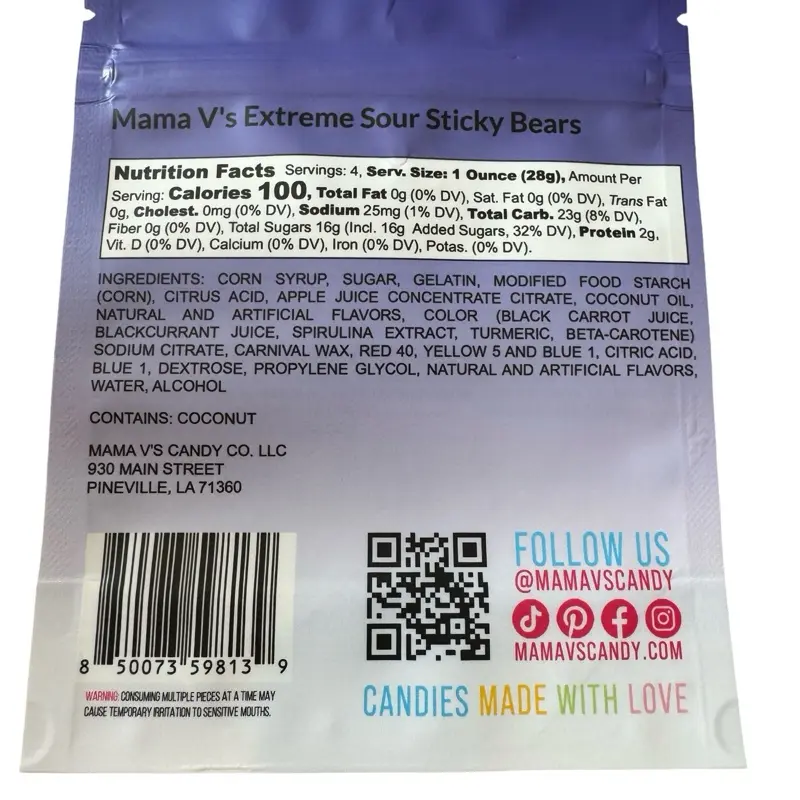 Mama V's Extreme Sour Sticky Bears
Nutrition Facts Servings: 4, Serv. Size: 1 Ounce (28g), Amount Per
Serving: Calories 100, Total Fat 0g (0% DV), Sat. Fat 0g (0% DV), Trans Fat
0g, Cholest. 0mg (0% DV), Sodium 25mg (1% DV), Total Carb. 23g (8% DV),
Fiber 0g (0% DV), Total Sugars 16g (Incl. 16g Added Sugars, 32% DV), Protein 2g,
Vit. D (0% DV), Calcium (0% DV), Iron (0% DV), Potas. (0% DV).
INGREDIENTS: CORN SYRUP, SUGAR, GELATIN, MODIFIED FOOD STARCH
(CORN), CITRUS ACID, APPLE JUICE CONCENTRATE CITRATE, COCONUT OIL,
NATURAL AND ARTIFICIAL FLAVORS, COLOR (BLACK CARROT JUICE,
BLACKCURRANT JUICE, SPIRULINA EXTRACT, TURMERIC, BETA-CAROTENE)
SODIUM CITRATE, CARNIVAL WAX, RED 40, YELLOW 5 AND BLUE 1, CITRIC ACID,
BLUE 1, DEXTROSE, PROPYLENE GLYCOL, NATURAL AND ARTIFICIAL FLAVORS,
WATER, ALCOHOL
CONTAINS: COCONUT
MAMA V'S CANDY CO. LLC
930 MAIN STREET
PINEVILLE, LA 71360
8 50073 59813 9
WARNING: CONSUMING MULTIPLE PIECES AT A TIME MAY
CAUSE TEMPORARY IRRITATION TO SENSITIVE MOUTHS.
FOLLOW US
@MAMAVSCANDY
MAMAVSCANDY.COM
CANDIES MADE WITH LOVE